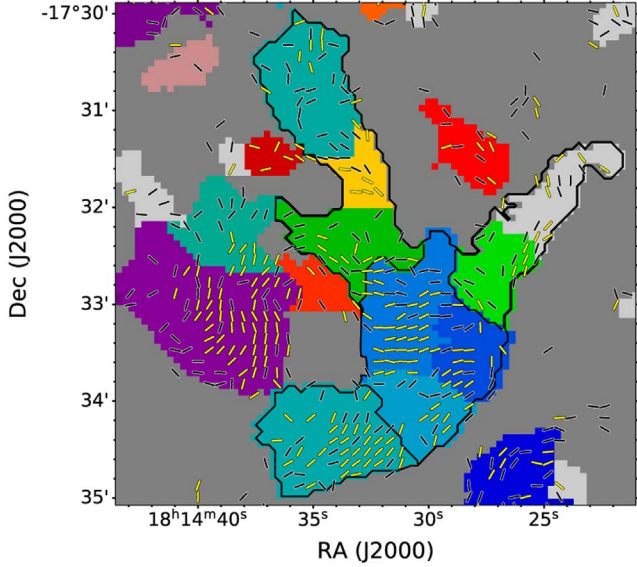 -17°30'
31'
32'
33'
34'
35'
Dec (J2000)
18ʰ14ᵐ40ˢ
35ˢ
30ˢ
25ˢ
RA (J2000)